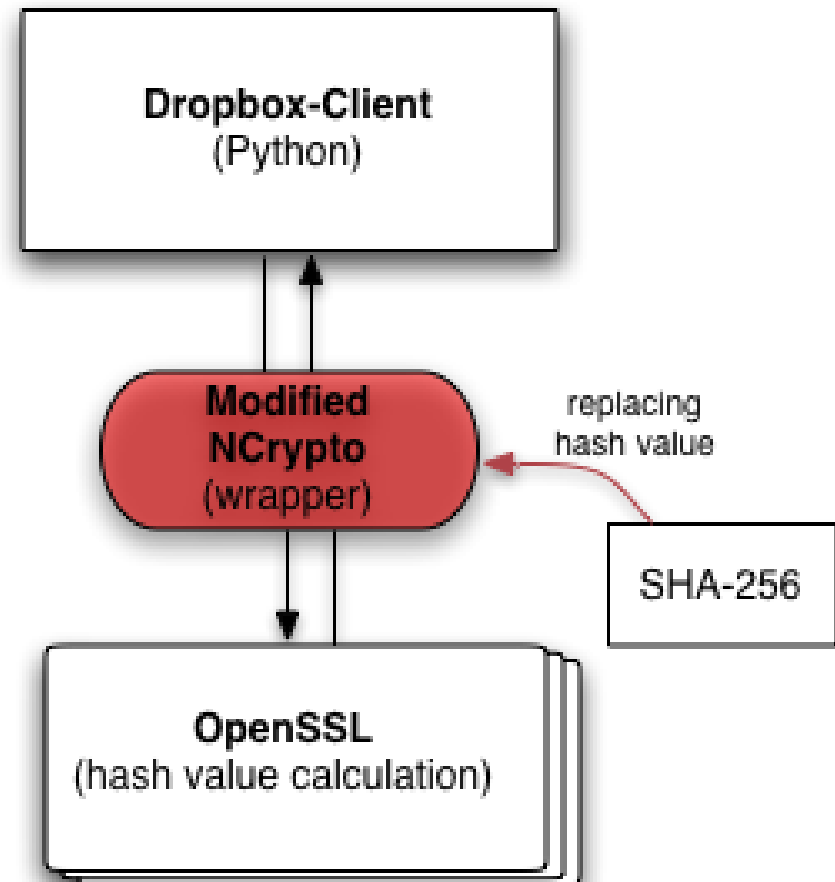 Dropbox-Client
(Python)
Modified
NCrypto
(wrapper)
replacing
hash value
SHA-256
OpenSSL
(hash value calculation)